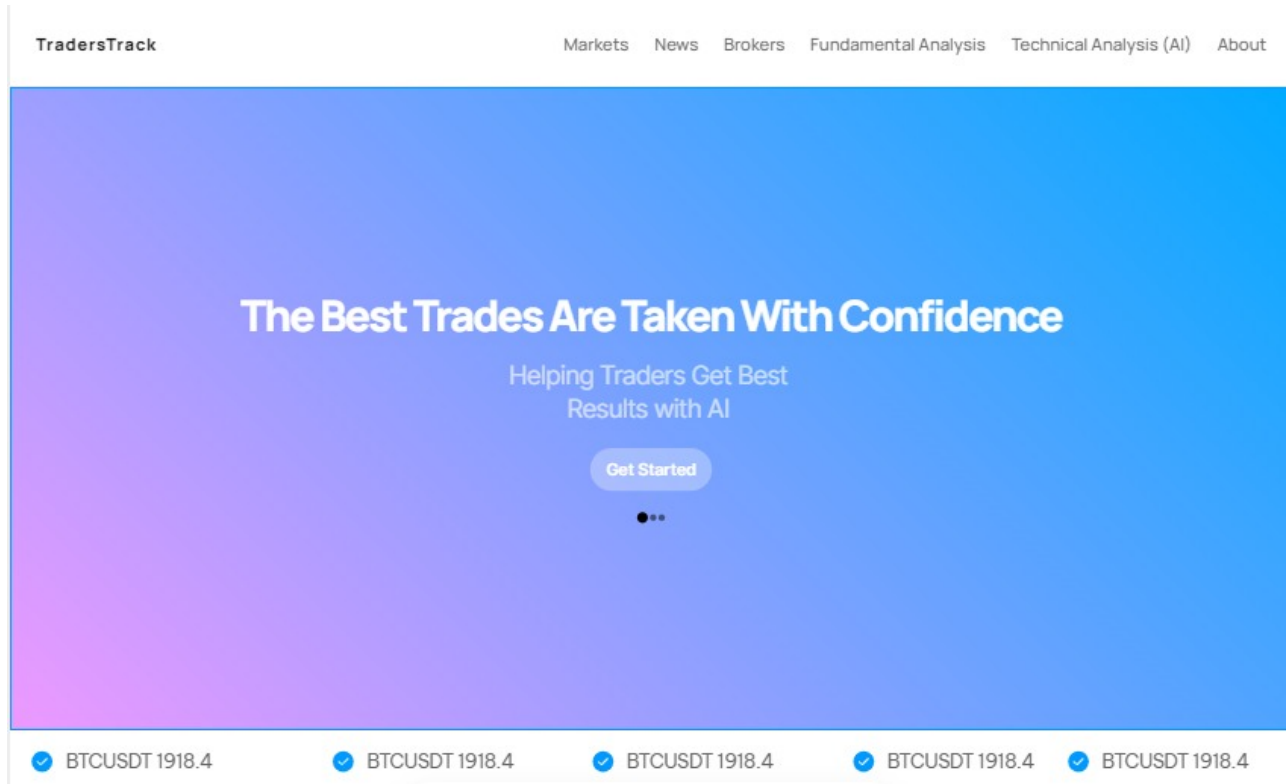 TradersTrack Markets News Brokers Fundamental Analysis Technical Analysis (AI) About
The Best Trades Are Taken With Confidence
Helping Traders Get Best
Results with AI
Get Started
BTCUSDT 1918.4 BTCUSDT 1918.4 BTCUSDT 1918.4 BTCUSDT 1918.4 BTCUSDT 1918.4